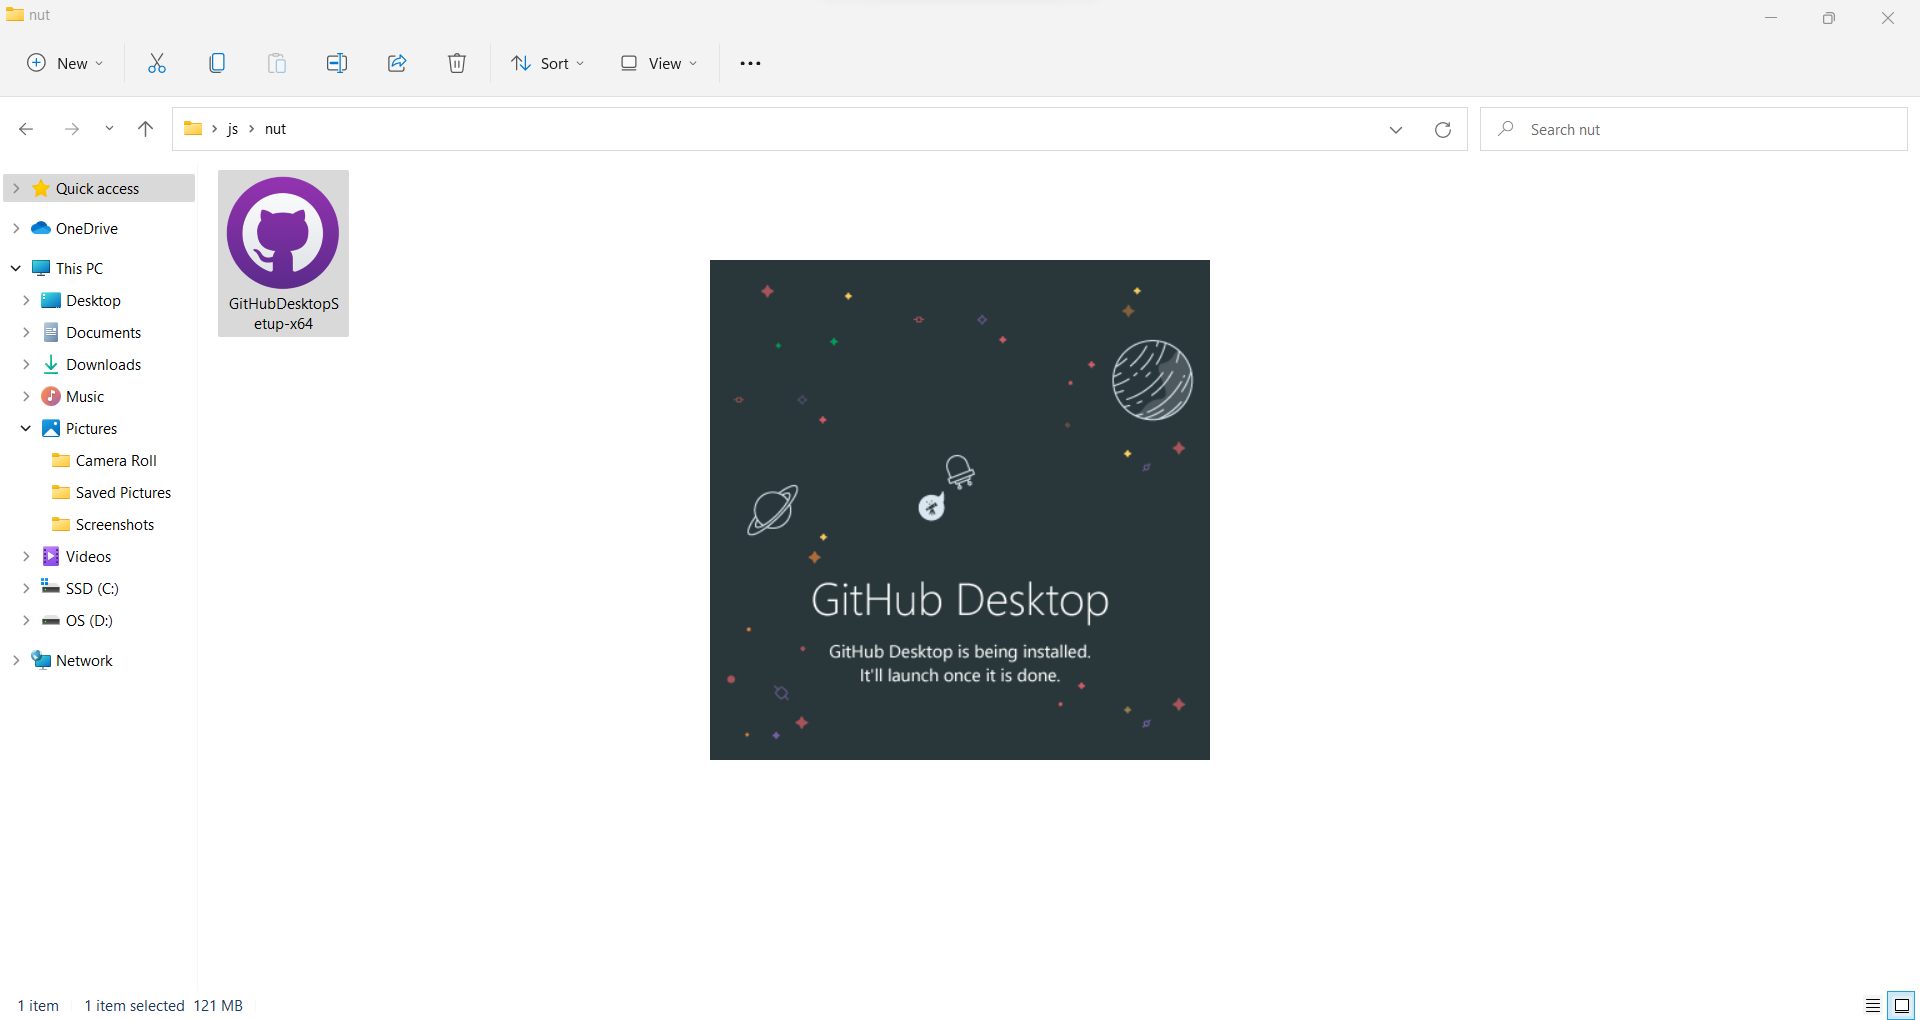 nut
New
Sort
View
js
nut
Search nut
Quick access
OneDrive
This PC
Desktop
Documents
Downloads
Music
Pictures
Camera Roll
Saved Pictures
Screenshots
Videos
SSD (C:)
OS (D:)
Network
GitHubDesktopS
etup-x64
GitHub Desktop
GitHub Desktop is being installed.
It'll launch once it is done.
1 item
1 item selected 121 MB